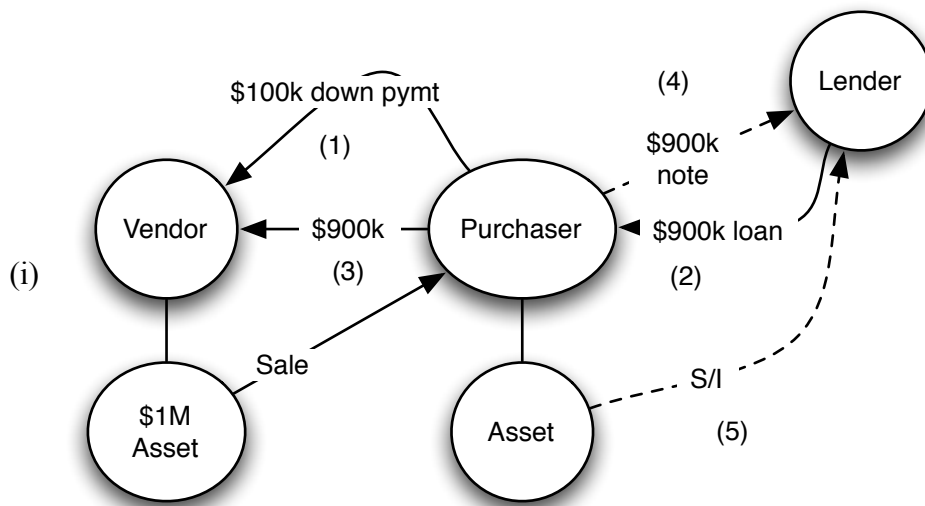 (4)
Lender
$100k down pymt
(1)
$900k
note
Vendor
$900k
Purchaser
$900k loan
(i)
(3)
(2)
Sale
S/I
$1M
Asset
Asset
(5)